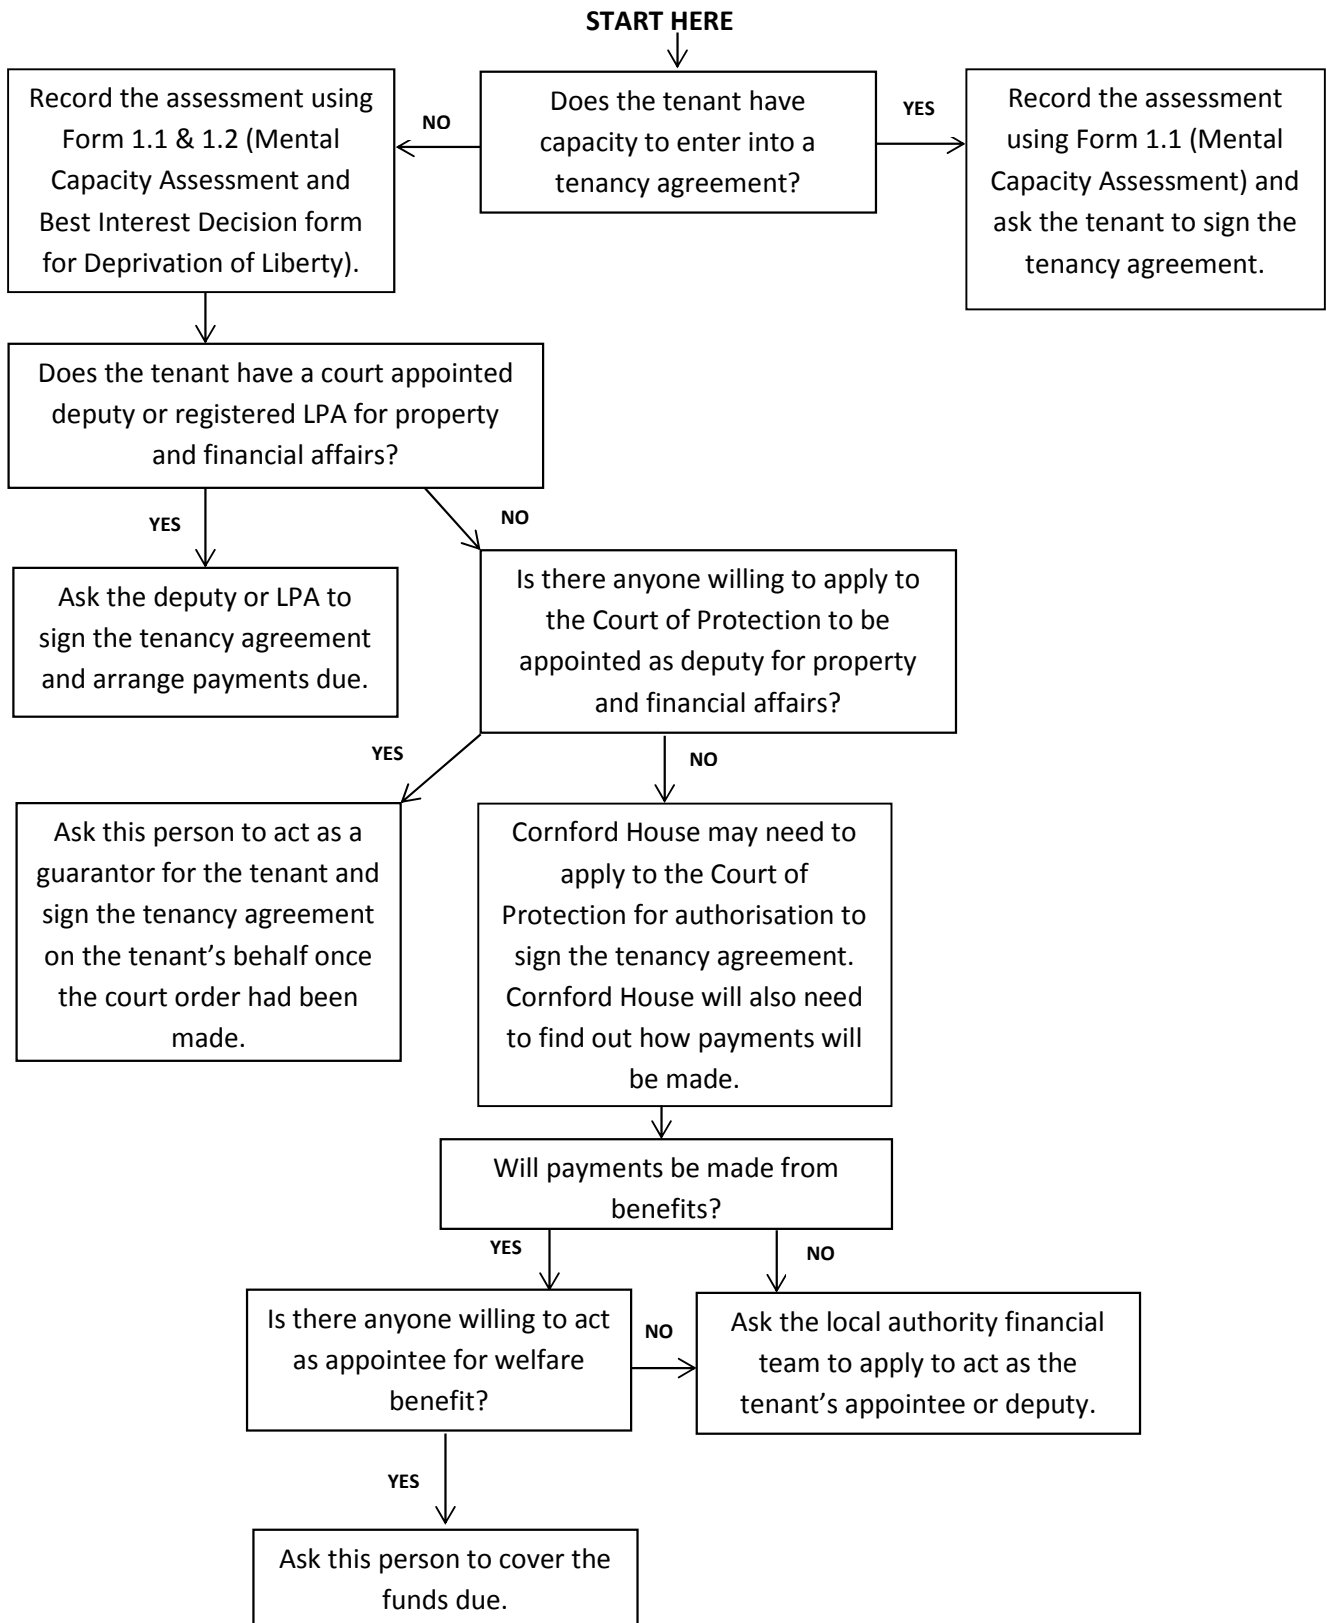 START HERE
Does the tenant have
capacity to enter into a
tenancy agreement?
NO
YES
Record the assessment using
Form 1.1 & 1.2 (Mental
Capacity Assessment and
Best Interest Decision form
for Deprivation of Liberty).
Record the assessment
using Form 1.1 (Mental
Capacity Assessment) and
ask the tenant to sign the
tenancy agreement.
Does the tenant have a court appointed
deputy or registered LPA for property
and financial affairs?
YES
NO
Ask the deputy or LPA to
sign the tenancy agreement
and arrange payments due.
Is there anyone willing to apply to
the Court of Protection to be
appointed as deputy for property
and financial affairs?
YES
NO
Ask this person to act as a
guarantor for the tenant and
sign the tenancy agreement
on the tenant’s behalf once
the court order had been
made.
Cornford House may need to
apply to the Court of
Protection for authorisation to
sign the tenancy agreement.
Cornford House will also need
to find out how payments will
be made.
Will payments be made from
benefits?
YES
NO
Is there anyone willing to act
as appointee for welfare
benefit?
NO
Ask the local authority financial
team to apply to act as the
tenant’s appointee or deputy.
YES
Ask this person to cover the
funds due.